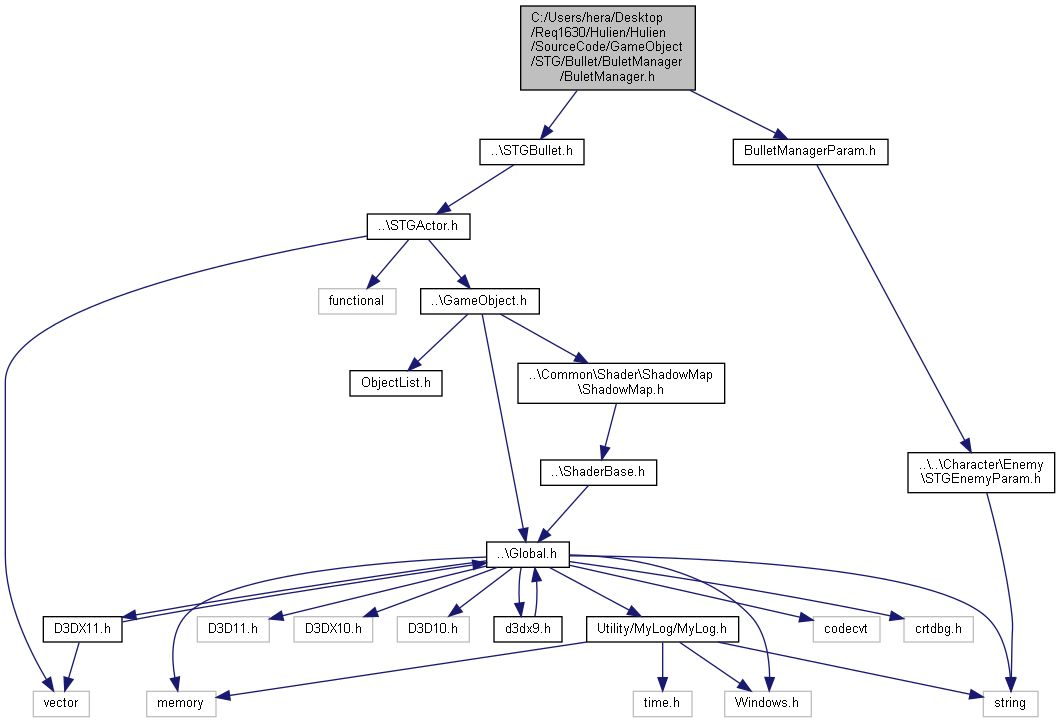 C:/Users/hera/Desktop
/Req1630/Hulien/Hulien
/SourceCode/GameObject
/STG/Bullet/BuletManager
/BuletManager.h
..\STGBullet.h
BulletManagerParam.h
..\STGActor.h
functional
..\GameObject.h
ObjectList.h
..\Common\Shader\ShadowMap
\ShadowMap.h
..\ShaderBase.h
..\..\Character\Enemy
\STGEnemyParam.h
..\Global.h
D3DX11.h
D3D11.h
D3DX10.h
D3D10.h
d3dx9.h
Utility/MyLog/MyLog.h
codecvt
crtdbg.h
vector
memory
time.h
Windows.h
string